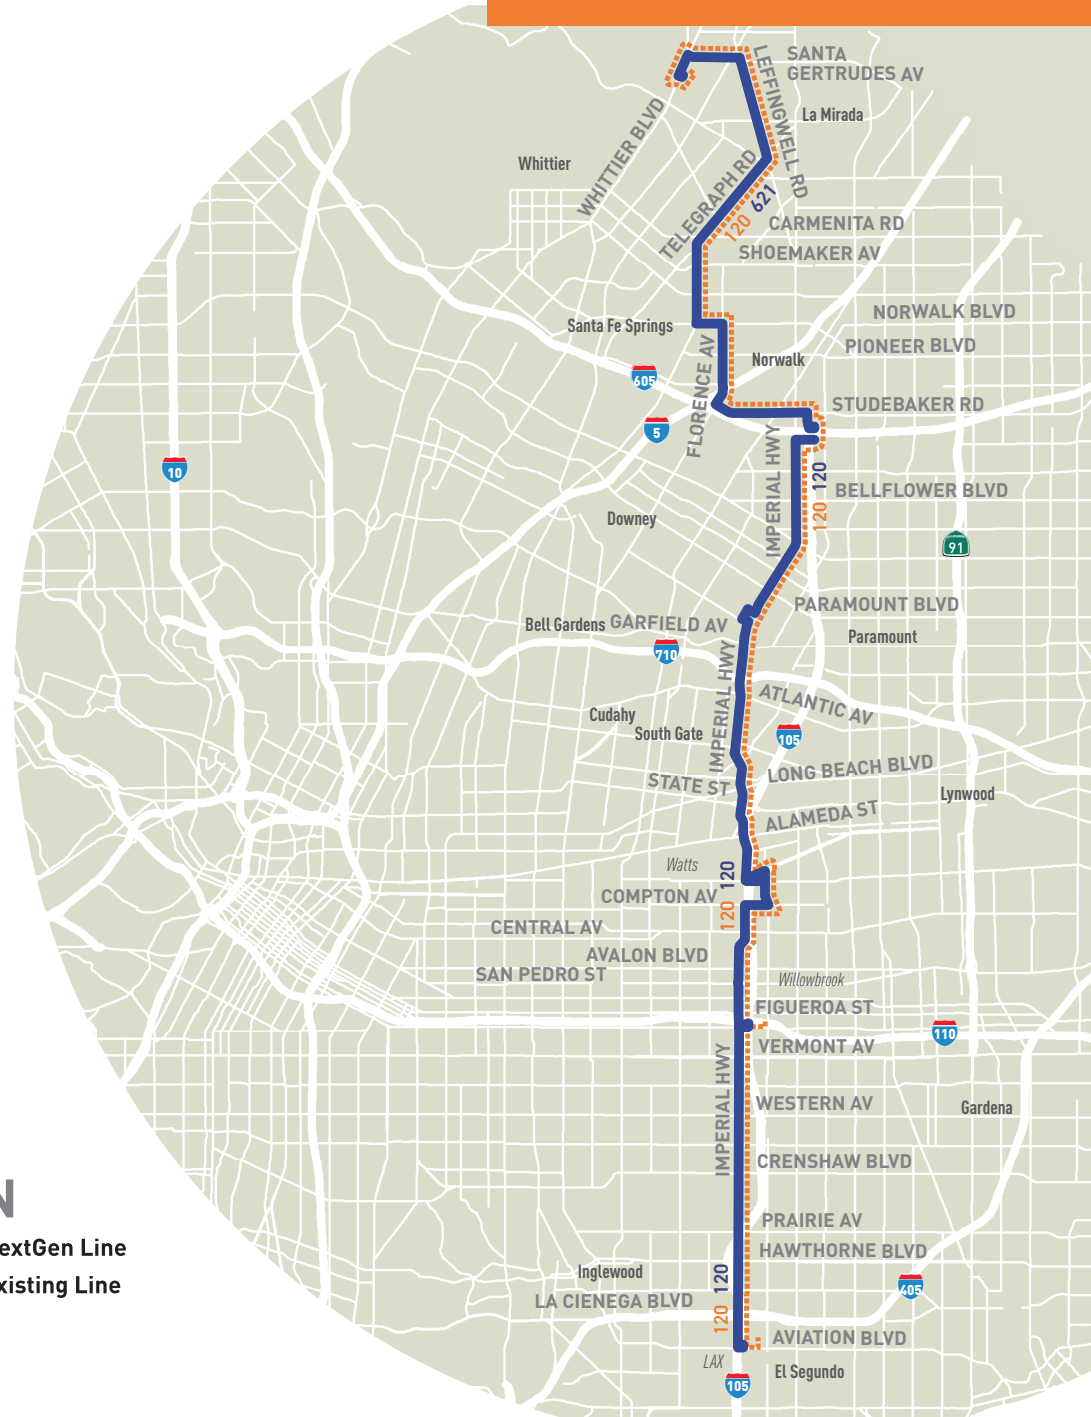 SANTA
GERTRUDES AV
LEFFINGWELL RD
La Mirada
WHITTIER BLVD
Whittier
TELEGRAPH RD
621
120
CARMENITA RD
SHOEMAKER AV
NORWALK BLVD
Santa Fe Springs
PIONEER BLVD
FLORENCE AV
Norwalk
605
STUDEBAKER RD
5
IMPERIAL HWY
10
120
120
BELLFLOWER BLVD
Downey
91
PARAMOUNT BLVD
Bell Gardens
GARFIELD AV
Paramount
710
IMPERIAL HWY
ATLANTIC AV
Cudahy
South Gate
105
LONG BEACH BLVD
STATE ST
Lynwood
ALAMEDA ST
Watts
120
120
COMPTON AV
CENTRAL AV
AVALON BLVD
SAN PEDRO ST
Willowbrook
FIGUEROA ST
110
VERMONT AV
IMPERIAL HWY
WESTERN AV
Gardena
CRENSHAW BLVD
N
PRAIRIE AV
extGen Line
HAWTHORNE BLVD
Inglewood
xisting Line
120
120
405
LA CIENEGA BLVD
AVIATION BLVD
LAX
El Segundo
105